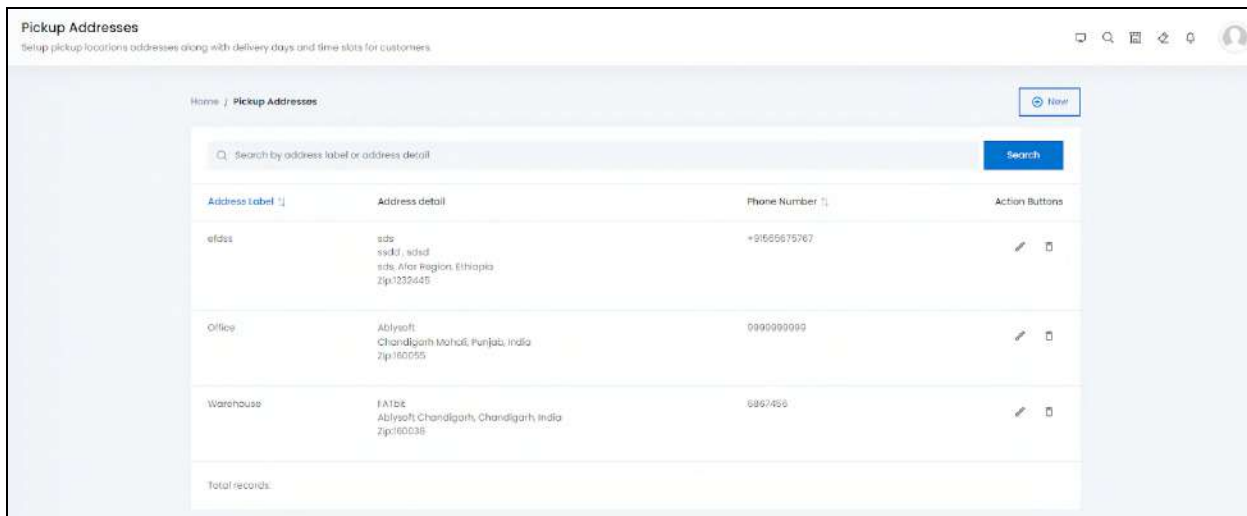 Pickup Addresses
Setup pickup locations addresses along with delivery days and time slots for customers.
Home / Pickup Addresses
New
Search by address label or address detail
Search
Address Label
Address detail
Phone Number
Action Buttons
efdss
sds
ssdd, sdsd
sds, Afar Region, Ethiopia
Zip:1232445
+91565675767
Office
Ablysoft
Chandigarh Mohali, Punjab, India
Zip:160055
9999999999
Warehouse
FATbit
Ablysoft Chandigarh, Chandigarh, India
Zip:160036
6867456
Total records: